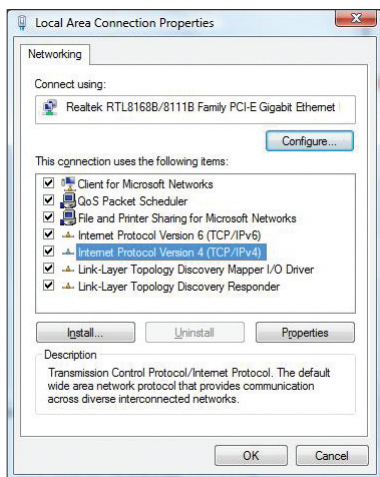 Local Area Connection Properties
Networking
Connect using:
Realtek RTL8168B/8111B Family PCI-E Gigabit Ethernet
Configure...
This connection uses the following items:
Client for Microsoft Networks
QoS Packet Scheduler
File and Printer Sharing for Microsoft Networks
Internet Protocol Version 6 (TCP/IPv6)
Internet Protocol Version 4 (TCP/IPv4)
Link-Layer Topology Discovery Mapper I/O Driver
Link-Layer Topology Discovery Responder
Install... Uninstall Properties
Description
Transmission Control Protocol/Internet Protocol. The default
wide area network protocol that provides communication
across diverse interconnected networks.
OK Cancel